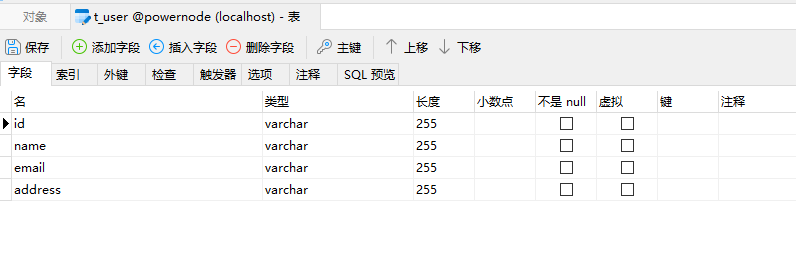 对象 t_user @powernode (localhost) - 表
保存 添加字段 插入字段 删除字段 主键 上移 下移
字段 索引 外键 检查 触发器 选项 注释 SQL 预览
名 类型 长度 小数点 不是 null 虚拟 键 注释
id varchar 255
name varchar 255
email varchar 255
address varchar 255